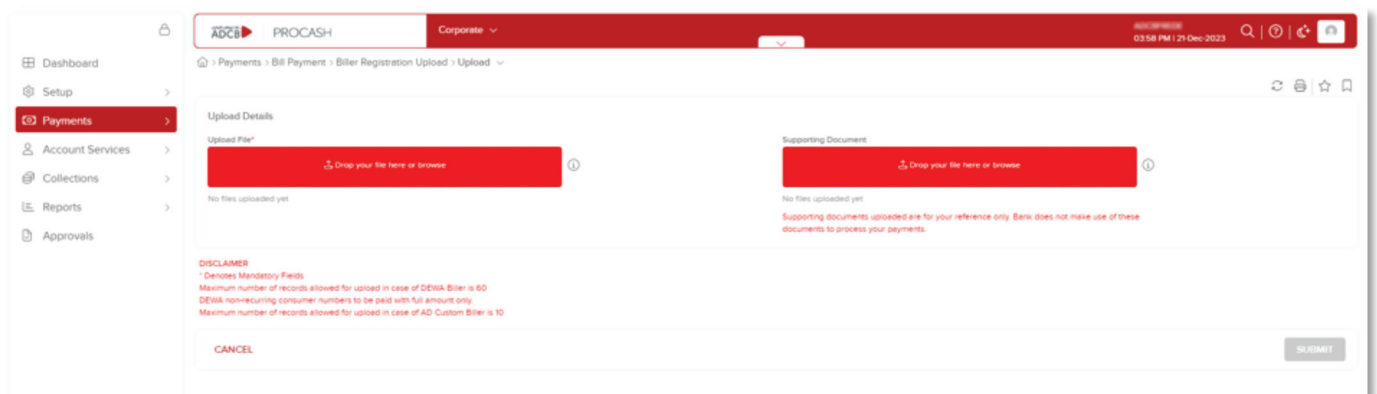 ADCB
PROCASH
Corporate
03:58 PM | 21-Dec-2023
Dashboard
Setup
Payments
Account Services
Collections
Reports
Approvals
> Payments > Bill Payment > Biller Registration Upload > Upload
Upload Details
Upload File*
Drop your file here or browse
No files uploaded yet
Supporting Document
Drop your file here or browse
No files uploaded yet
Supporting documents uploaded are for your reference only. Bank does not make use of these
documents to process your payments.
DISCLAIMER
* Denotes Mandatory Fields
Maximum number of records allowed for upload in case of DEWA Biller is 60
DEWA non-recurring consumer numbers to be paid with full amount only.
Maximum number of records allowed for upload in case of AD Custom Biller is 10
CANCEL
SUBMIT